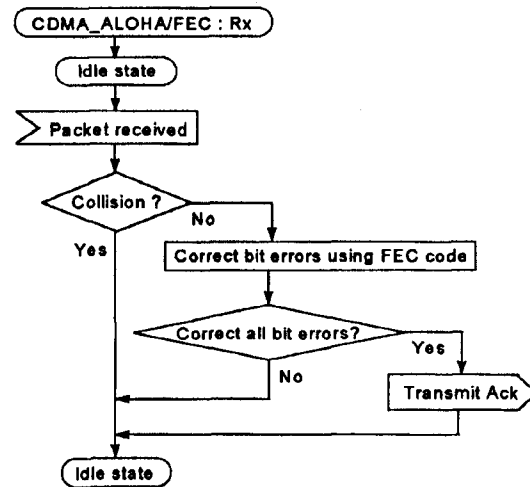 CDMA_ALOHA/FEC : Rx
Idle state
Packet received
Collision ?
No
Yes
Correct bit errors using FEC code
Correct all bit errors?
Yes
No
Transmit Ack
Idle state